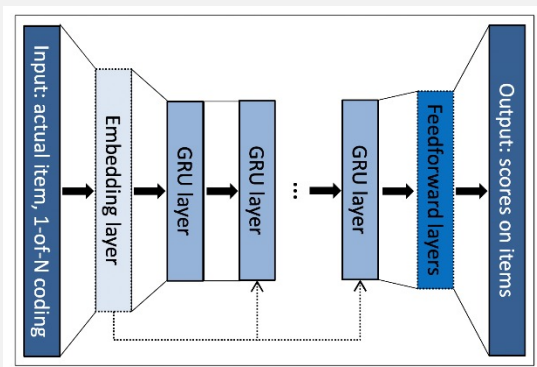 Input: actual item, 1-of-N coding
Embedding layer
GRU layer
GRU layer
...
GRU layer
Feedforward layers
Output: scores on items